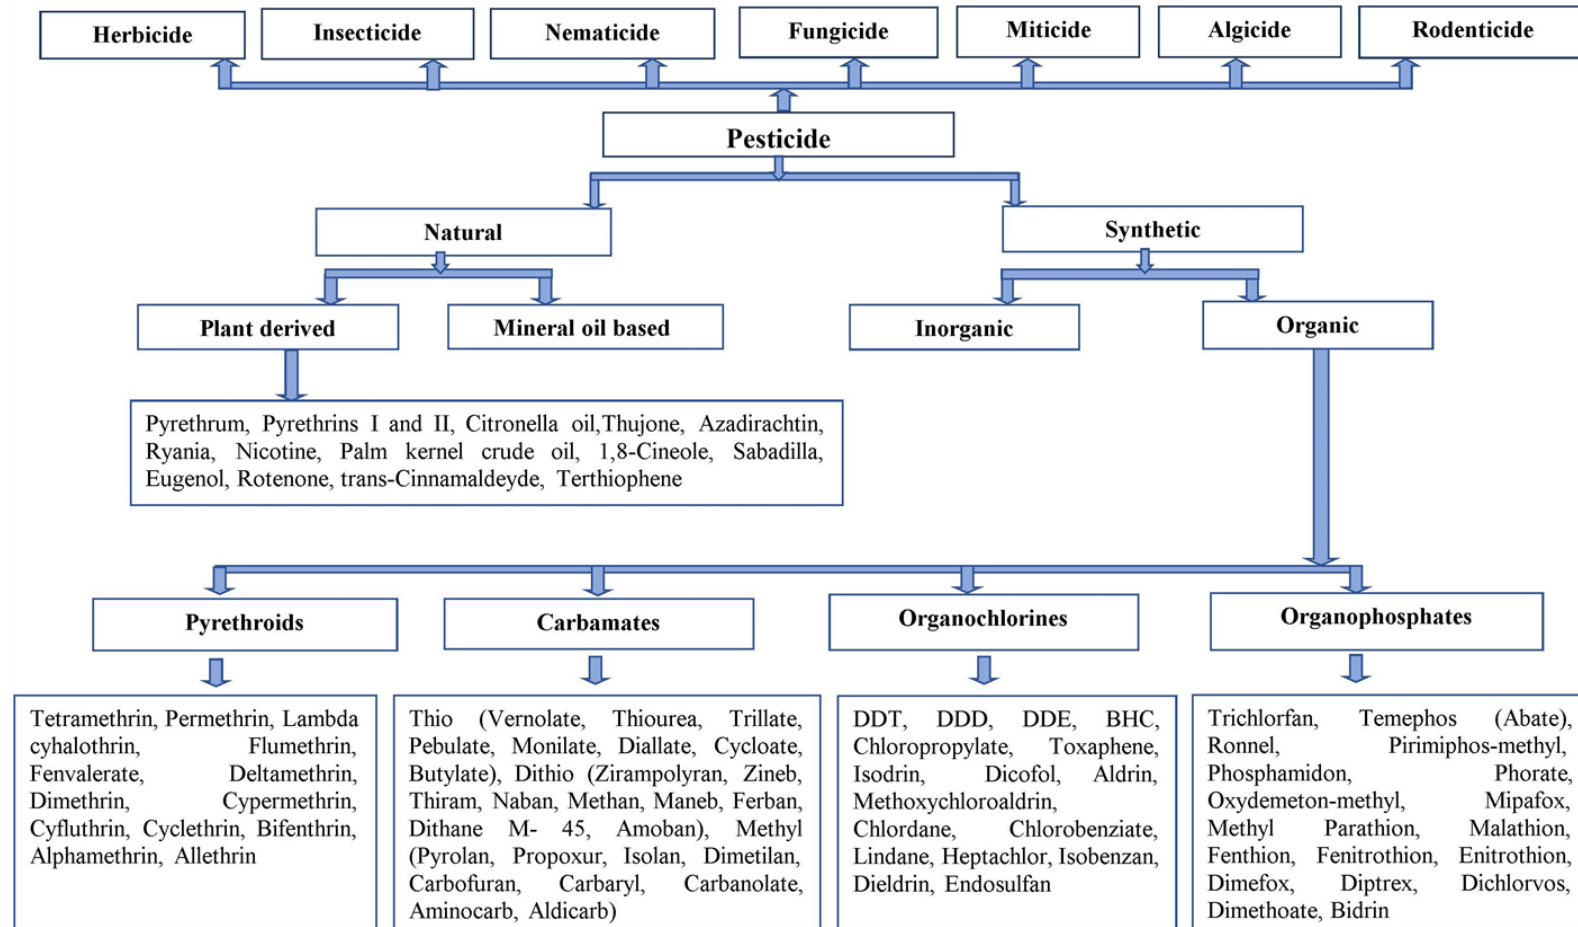 Herbicide
Insecticide
Nematicide
Fungicide
Miticide
Algicide
Rodenticide
Pesticide
Natural
Synthetic
Plant derived
Mineral oil based
Inorganic
Organic
Pyrethrum, Pyrethrins I and II, Citronella oil,Thujone, Azadirachtin,
Ryania, Nicotine, Palm kernel crude oil, 1,8-Cineole, Sabadilla,
Eugenol, Rotenone, trans-Cinnamaldeyde, Terthiophene
Pyrethroids
Carbamates
Organochlorines
Organophosphates
Tetramethrin, Permethrin, Lambda
cyhalothrin, Flumethrin,
Fenvalerate, Deltamethrin,
Dimethrin, Cypermethrin,
Cyfluthrin, Cyclethrin, Bifenthrin,
Alphamethrin, Allethrin
Thio (Vernolate, Thiourea, Trillate,
Pebulate, Monilate, Diallate, Cycloate,
Butylate), Dithio (Zirampolyran, Zineb,
Thiram, Naban, Methan, Maneb, Ferban,
Dithane M- 45, Amoban), Methyl
(Pyrolan, Propoxur, Isolan, Dimetilan,
Carbofuran, Carbaryl, Carbanolate,
Aminocarb, Aldicarb)
DDT, DDD, DDE, BHC,
Chloropropylate, Toxaphene,
Isodrin, Dicofol, Aldrin,
Methoxychloroaldrin,
Chlordane, Chlorobenziate,
Lindane, Heptachlor, Isobenzan,
Dieldrin, Endosulfan
Trichlorfan, Temephos (Abate),
Ronnel, Pirimiphos-methyl,
Phosphamidon, Phorate,
Oxydemeton-methyl, Mipafox,
Methyl Parathion, Malathion,
Fenthion, Fenitrothion, Enitrothion,
Dimefox, Diptrex, Dichlorvos,
Dimethoate, Bidrin